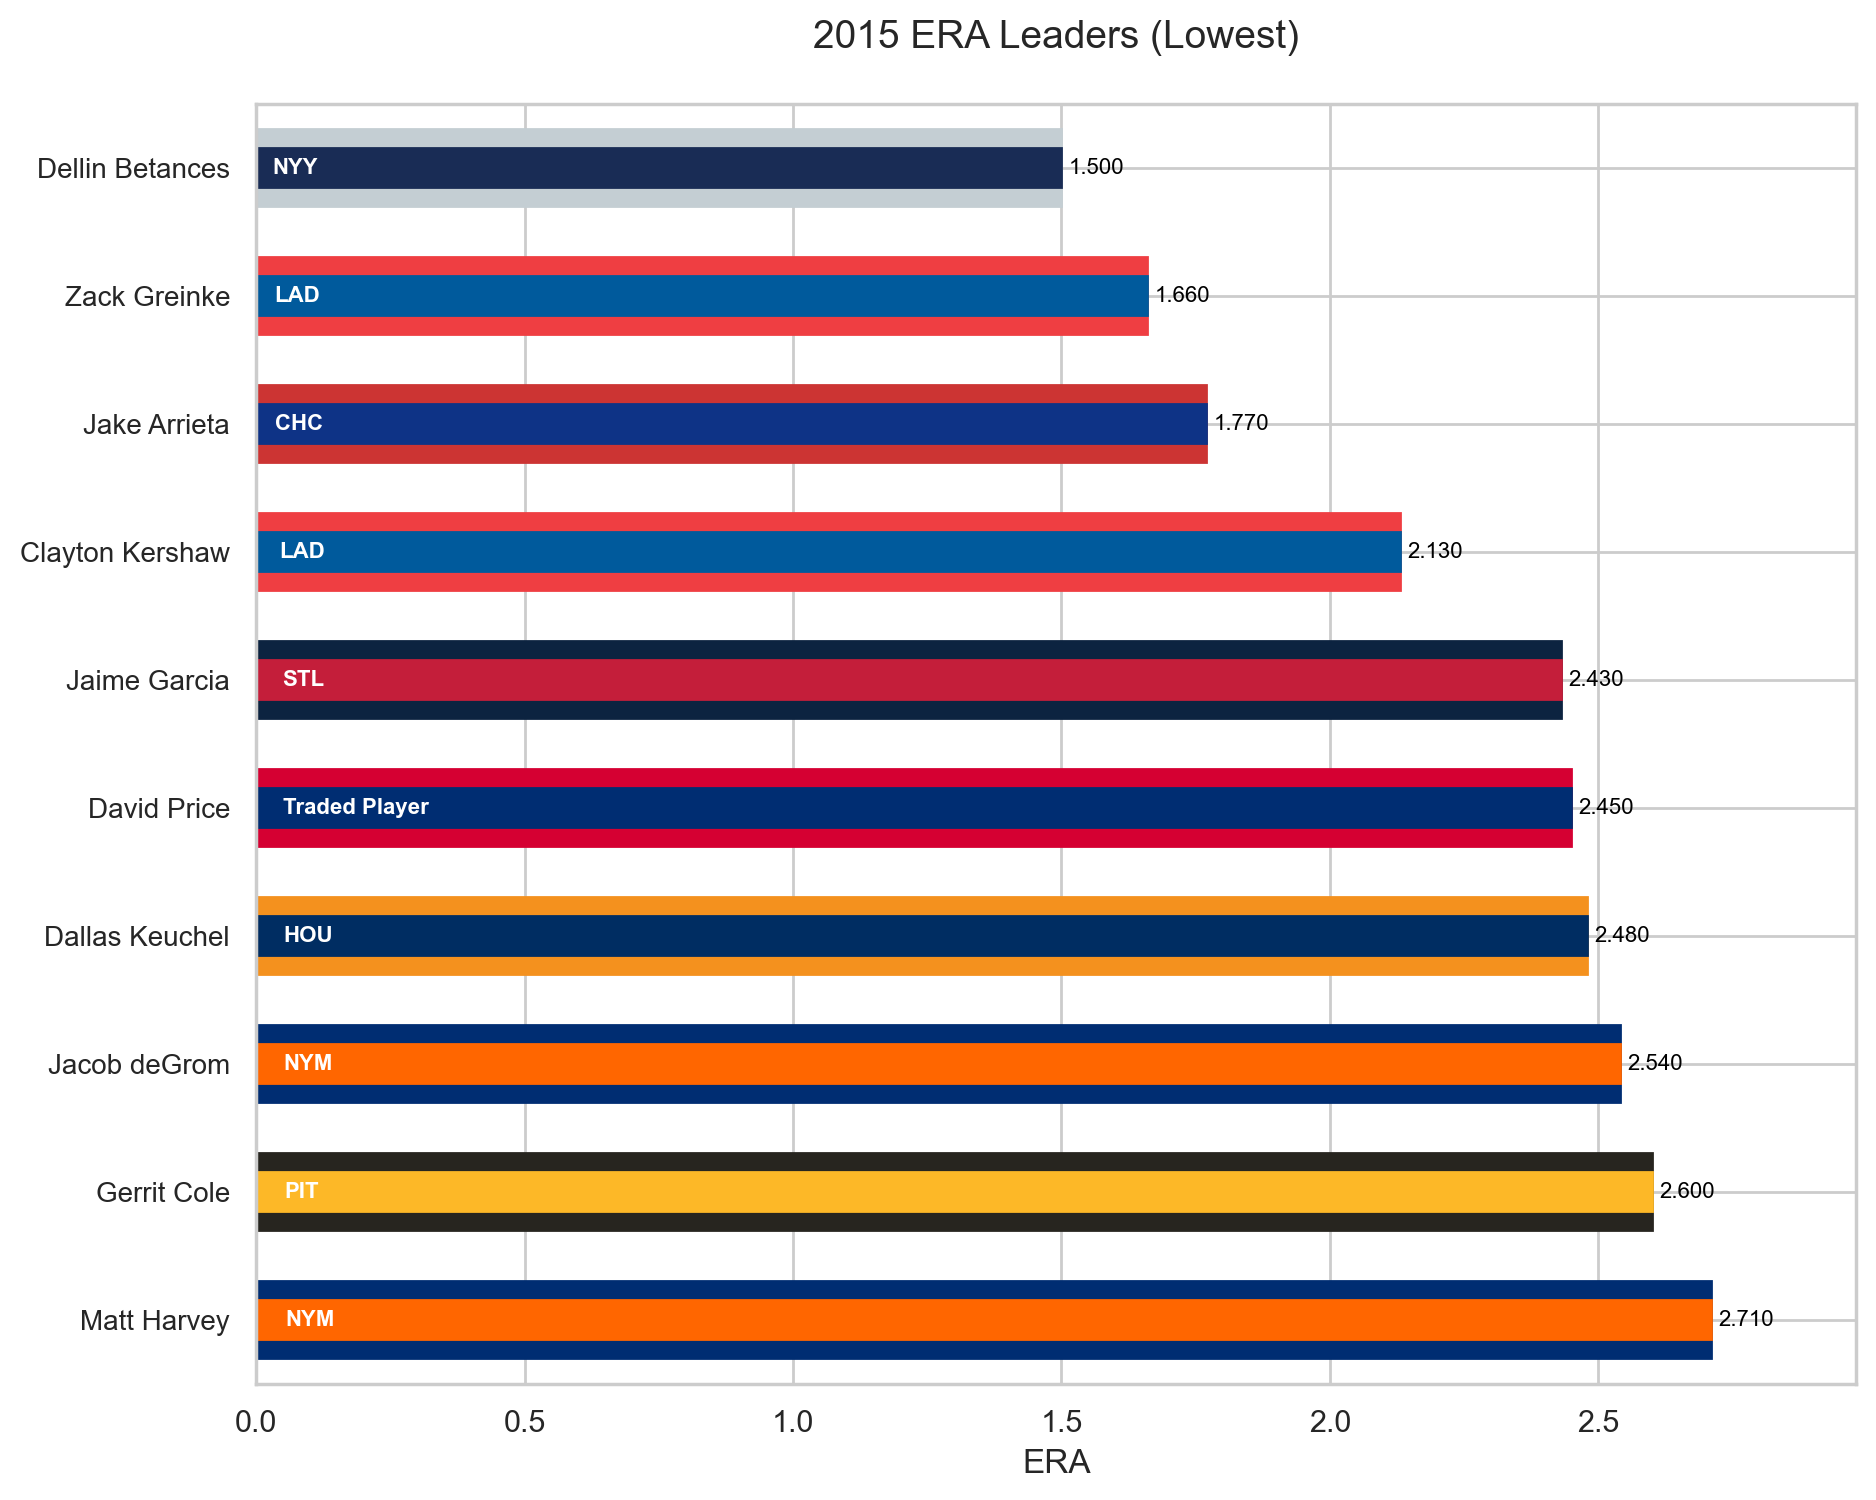 2015 ERA Leaders (Lowest)
Dellin Betances NYY 1.500
Zack Greinke LAD 1.660
Jake Arrieta CHC 1.770
Clayton Kershaw LAD 2.130
Jaime Garcia STL 2.430
David Price Traded Player 2.450
Dallas Keuchel HOU 2.480
Jacob deGrom NYM 2.540
Gerrit Cole PIT 2.600
Matt Harvey NYM 2.710
0.0 0.5 1.0 1.5 2.0 2.5
ERA